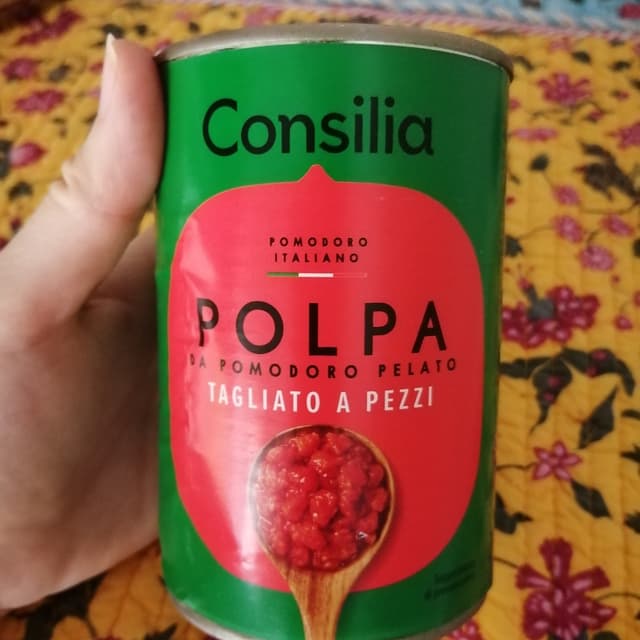 Consilia
POMODORO
ITALIANO
POLPA
DA POMODORO PELATO
TAGLIATO A PEZZI